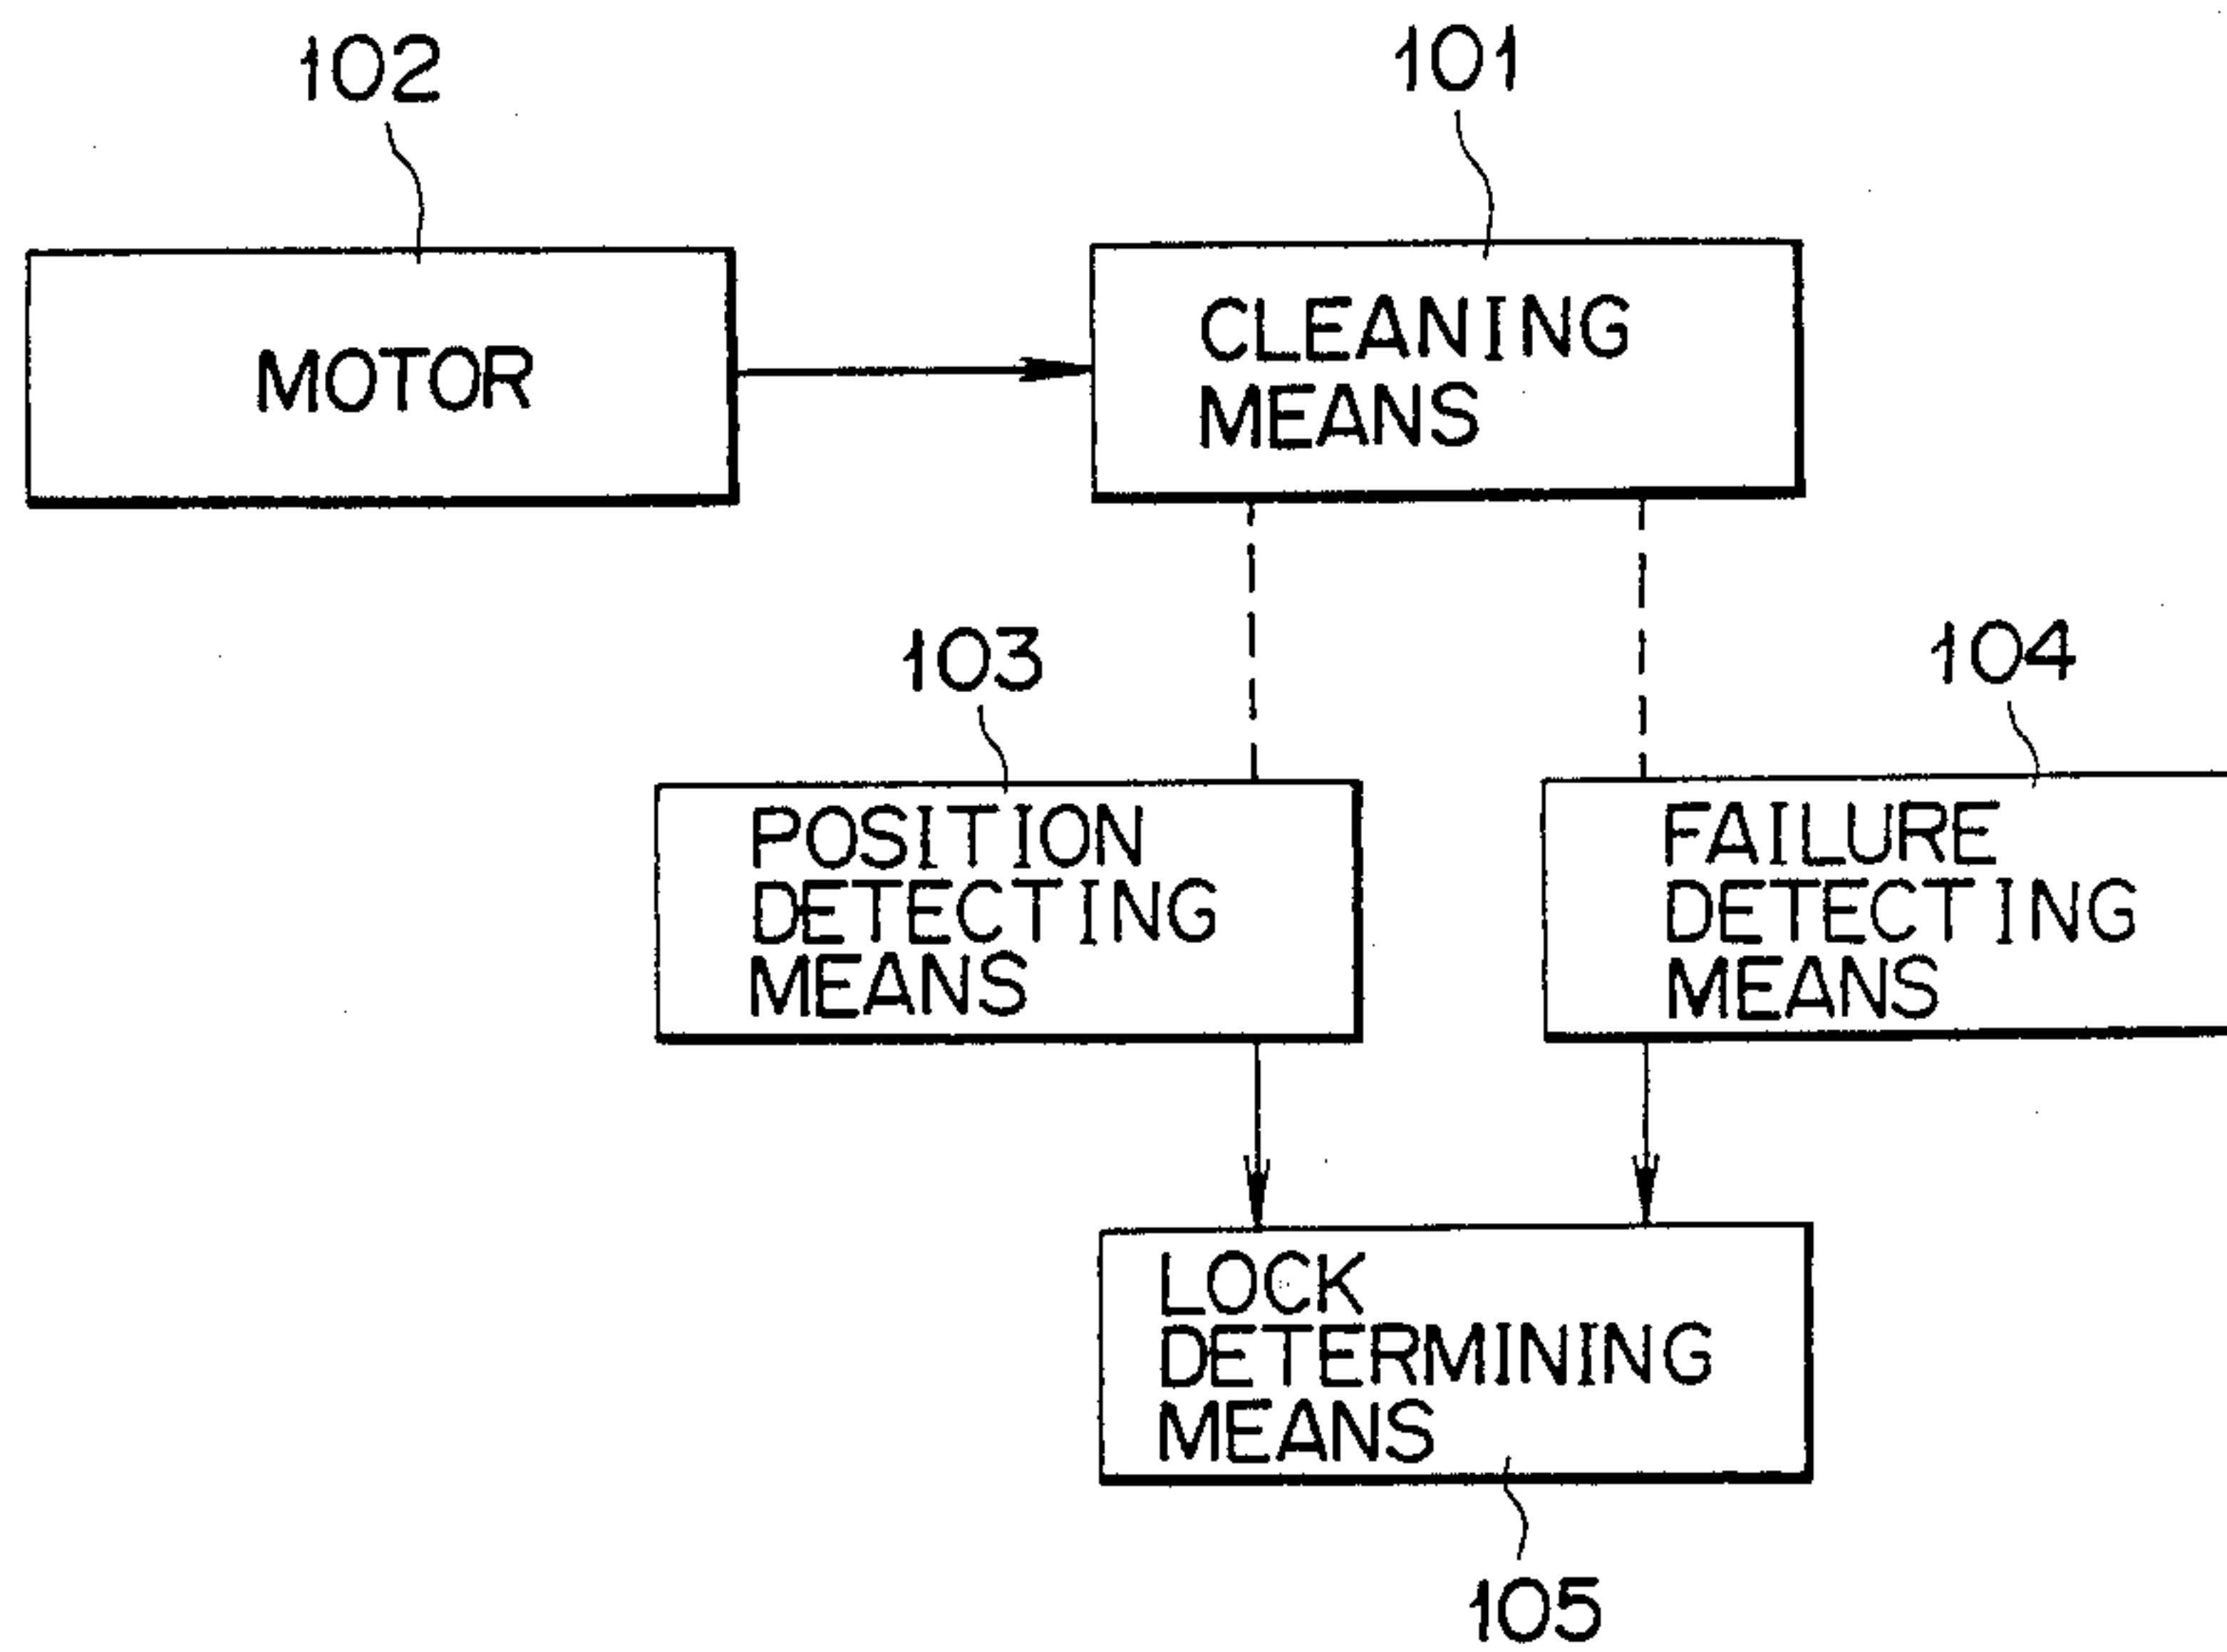 102
101
MOTOR
CLEANING
MEANS
103
104
POSITION
DETECTING
MEANS
FAILURE
DETECTING
MEANS
LOCK
DETERMINING
MEANS
105